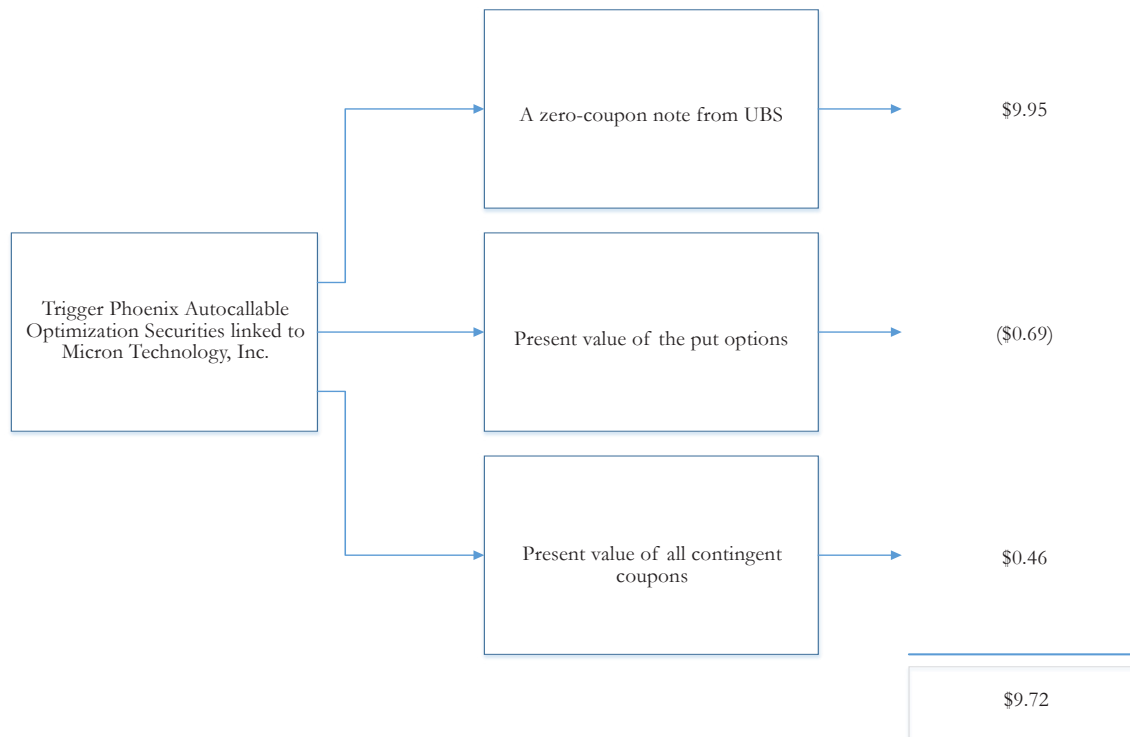 A zero-coupon note from UBS
$9.95
Trigger Phoenix Autocallable
Optimization Securities linked to
Micron Technology, Inc.
Present value of the put options
($0.69)
Present value of all contingent
coupons
$0.46
$9.72